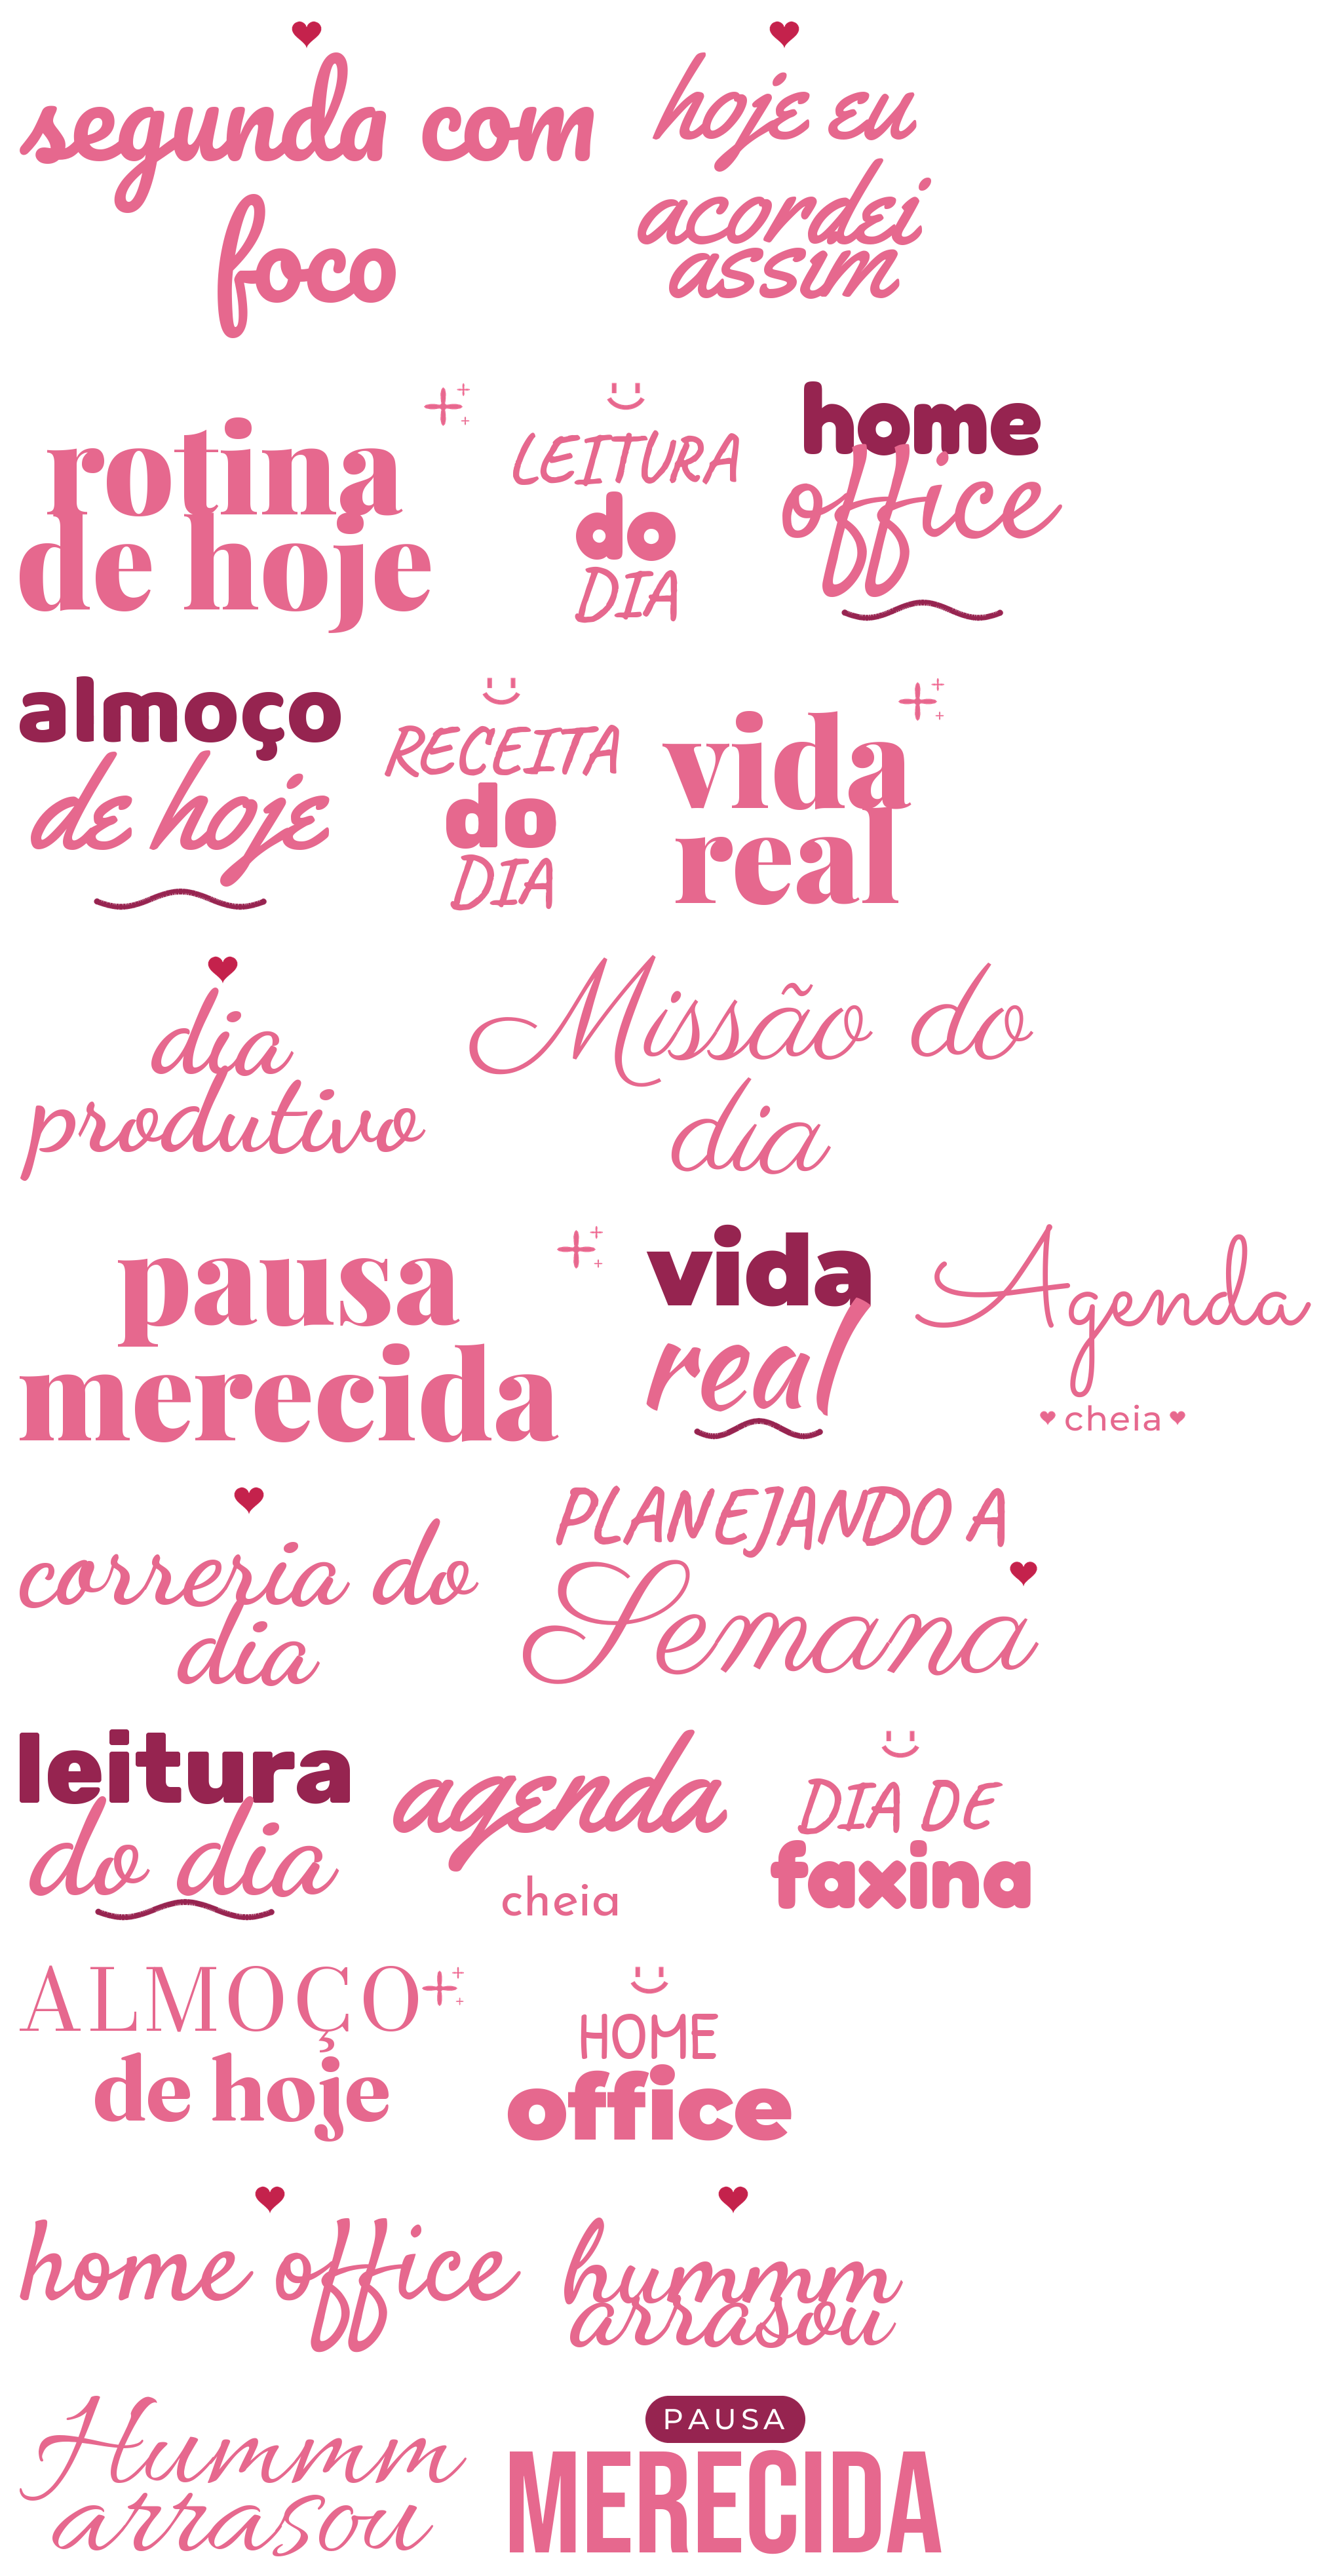 segunda com
foco
hoje eu
acordei
assim
rotina
de hoje
LEITURA
do
DIA
home
office
almoço
de hoje
RECEITA
do
DIA
vida
real
dia
produtivo
Missão do
dia
pausa
merecida
vida
real
Agenda
cheia
correria do
dia
PLANEJANDO A
Semana
leitura
do dia
agenda
cheia
DIA DE
faxina
ALMOÇO
de hoje
HOME
office
home office
hummm
arrasou
Hummm
arrasou
PAUSA
MERECIDA